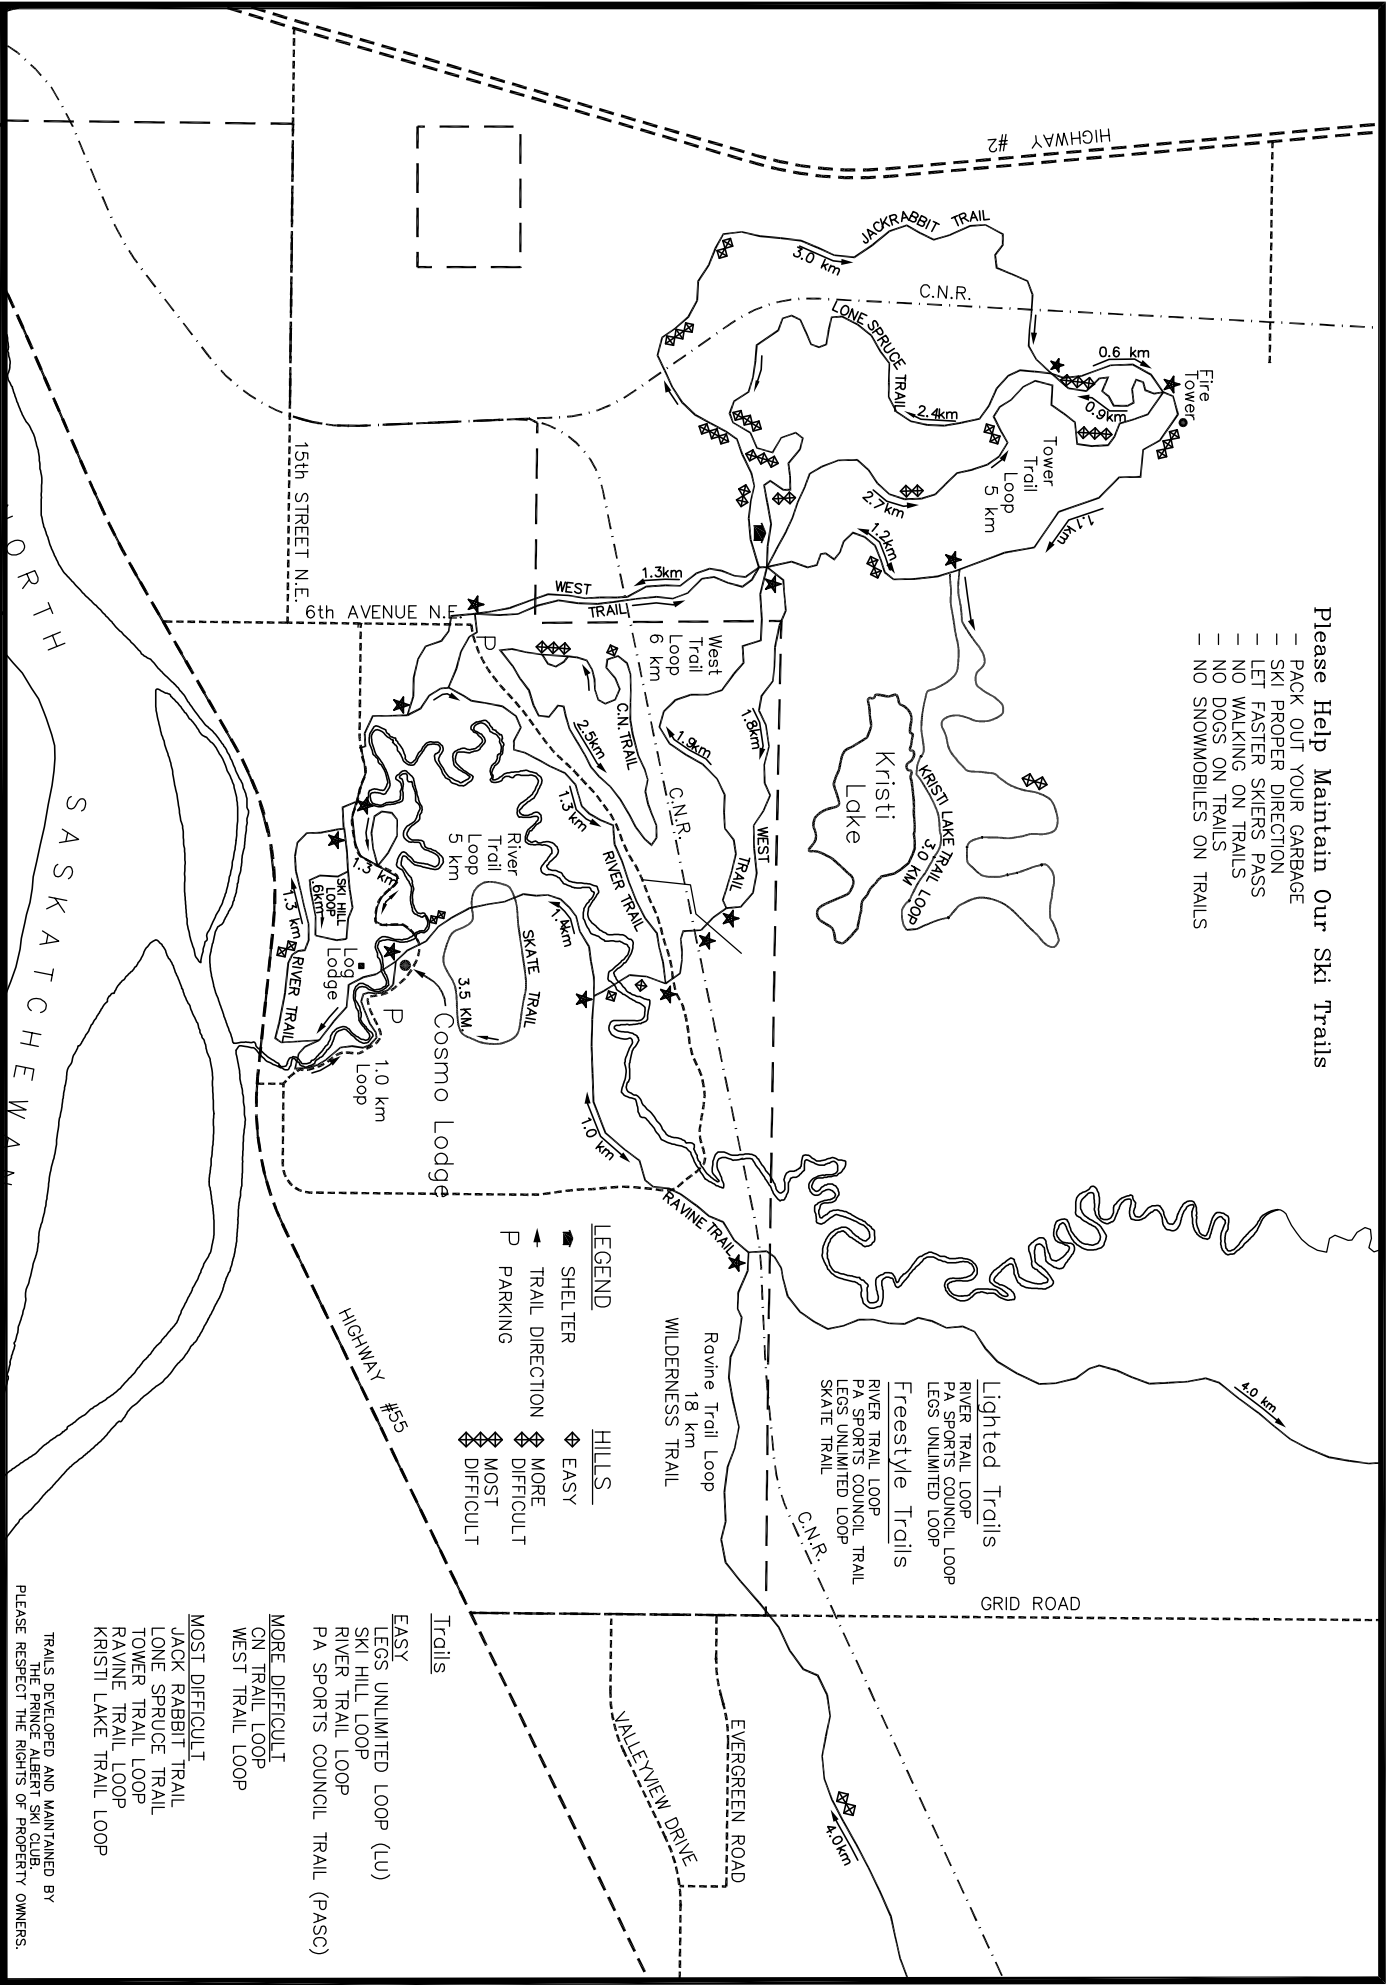 Please Help Maintain Our Ski Trails
- PACK OUT YOUR GARBAGE
- SKI PROPER DIRECTION
- LET FASTER SKIERS PASS
- NO WALKING ON TRAILS
- NO DOGS ON TRAILS
- NO SNOWMOBILES ON TRAILS
HIGHWAY #2
JACKRABBIT TRAIL
3.0 km
C.N.R.
LONE SPRUCE TRAIL
2.4km
0.6 km
0.9km
Fire
Tower
Tower
Trail
Loop
5 km
2.7km
1.2km
1.1km
1.3km
WEST
TRAIL
15th STREET N.E.
6th AVENUE N.E.
P
West
Trail
Loop
6 km
C.N. TRAIL
2.5km
C.N.R.
1.9km
1.8km
WEST
TRAIL
Kristi
Lake
KRISTI LAKE TRAIL LOOP
3.0 KM
1.3 km
RIVER TRAIL
River
Trail
Loop
5 km
1.3 km
SKI HILL
LOOP
.6km
1.3 km
RIVER TRAIL
Log
Lodge
P
1.4km
SKATE TRAIL
3.5 KM
Cosmo Lodge
1.0 km
Loop
1.0 km
RAVINE TRAIL
NORTH SASKATCHEWAN
HIGHWAY #55
LEGEND
SHELTER
TRAIL DIRECTION
P PARKING
HILLS
EASY
MORE
DIFFICULT
MOST
DIFFICULT
Ravine Trail Loop
18 km
WILDERNESS TRAIL
Lighted Trails
RIVER TRAIL LOOP
PA SPORTS COUNCIL LOOP
LEGS UNLIMITED LOOP
Freestyle Trails
RIVER TRAIL LOOP
PA SPORTS COUNCIL TRAIL
LEGS UNLIMITED LOOP
SKATE TRAIL
4.0 km
C.N.R.
GRID ROAD
EVERGREEN ROAD
VALLEYVIEW DRIVE
4.0km
Trails
EASY
LEGS UNLIMITED LOOP (LU)
SKI HILL LOOP
RIVER TRAIL LOOP
PA SPORTS COUNCIL TRAIL (PASC)
MORE DIFFICULT
CN TRAIL LOOP
WEST TRAIL LOOP
MOST DIFFICULT
JACK RABBIT TRAIL
LONE SPRUCE TRAIL
TOWER TRAIL LOOP
RAVINE TRAIL LOOP
KRISTI LAKE TRAIL LOOP
TRAILS DEVELOPED AND MAINTAINED BY
THE PRINCE ALBERT SKI CLUB.
PLEASE RESPECT THE RIGHTS OF PROPERTY OWNERS.